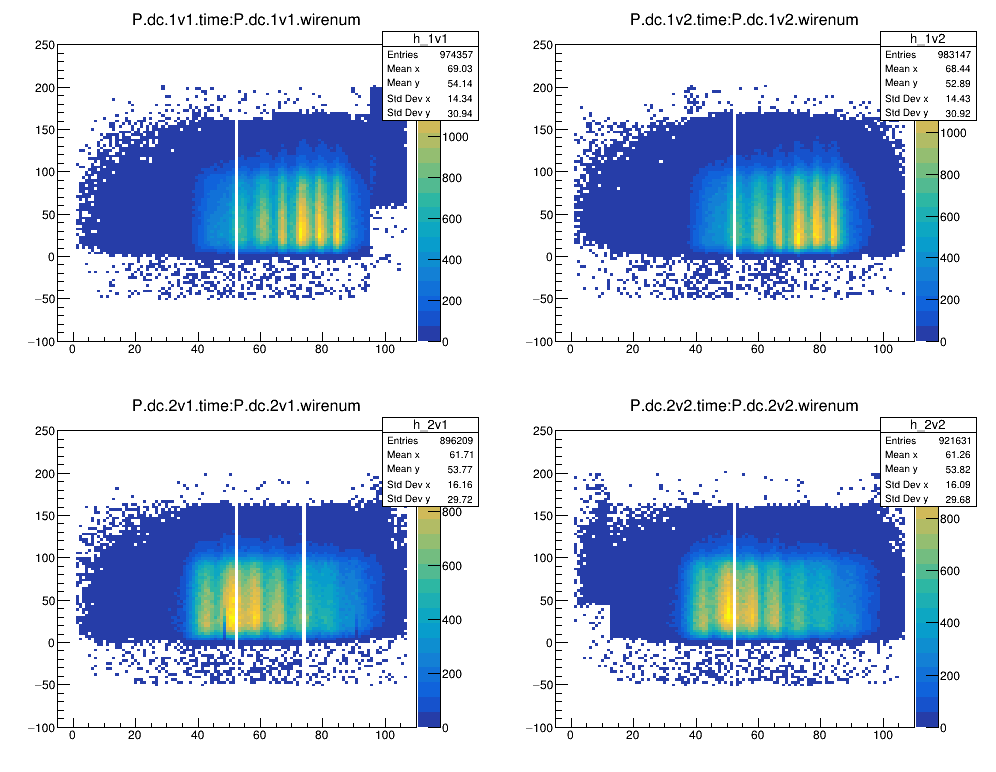 P.dc.1v1.time:P.dc.1v1.wirenum
h_1v1
Entries 974357
Mean x 69.03
Mean y 54.14
Std Dev x 14.34
Std Dev y 30.94
250
200
150
100
50
0
−50
−100
0 20 40 60 80 100
1000
800
600
400
200
0
P.dc.1v2.time:P.dc.1v2.wirenum
h_1v2
Entries 983147
Mean x 68.44
Mean y 52.89
Std Dev x 14.43
Std Dev y 30.92
250
200
150
100
50
0
−50
−100
0 20 40 60 80 100
1000
800
600
400
200
0
P.dc.2v1.time:P.dc.2v1.wirenum
h_2v1
Entries 896209
Mean x 61.71
Mean y 53.77
Std Dev x 16.16
Std Dev y 29.72
250
200
150
100
50
0
−50
−100
0 20 40 60 80 100
800
600
400
200
0
P.dc.2v2.time:P.dc.2v2.wirenum
h_2v2
Entries 921631
Mean x 61.26
Mean y 53.82
Std Dev x 16.09
Std Dev y 29.68
250
200
150
100
50
0
−50
−100
0 20 40 60 80 100
800
600
400
200
0